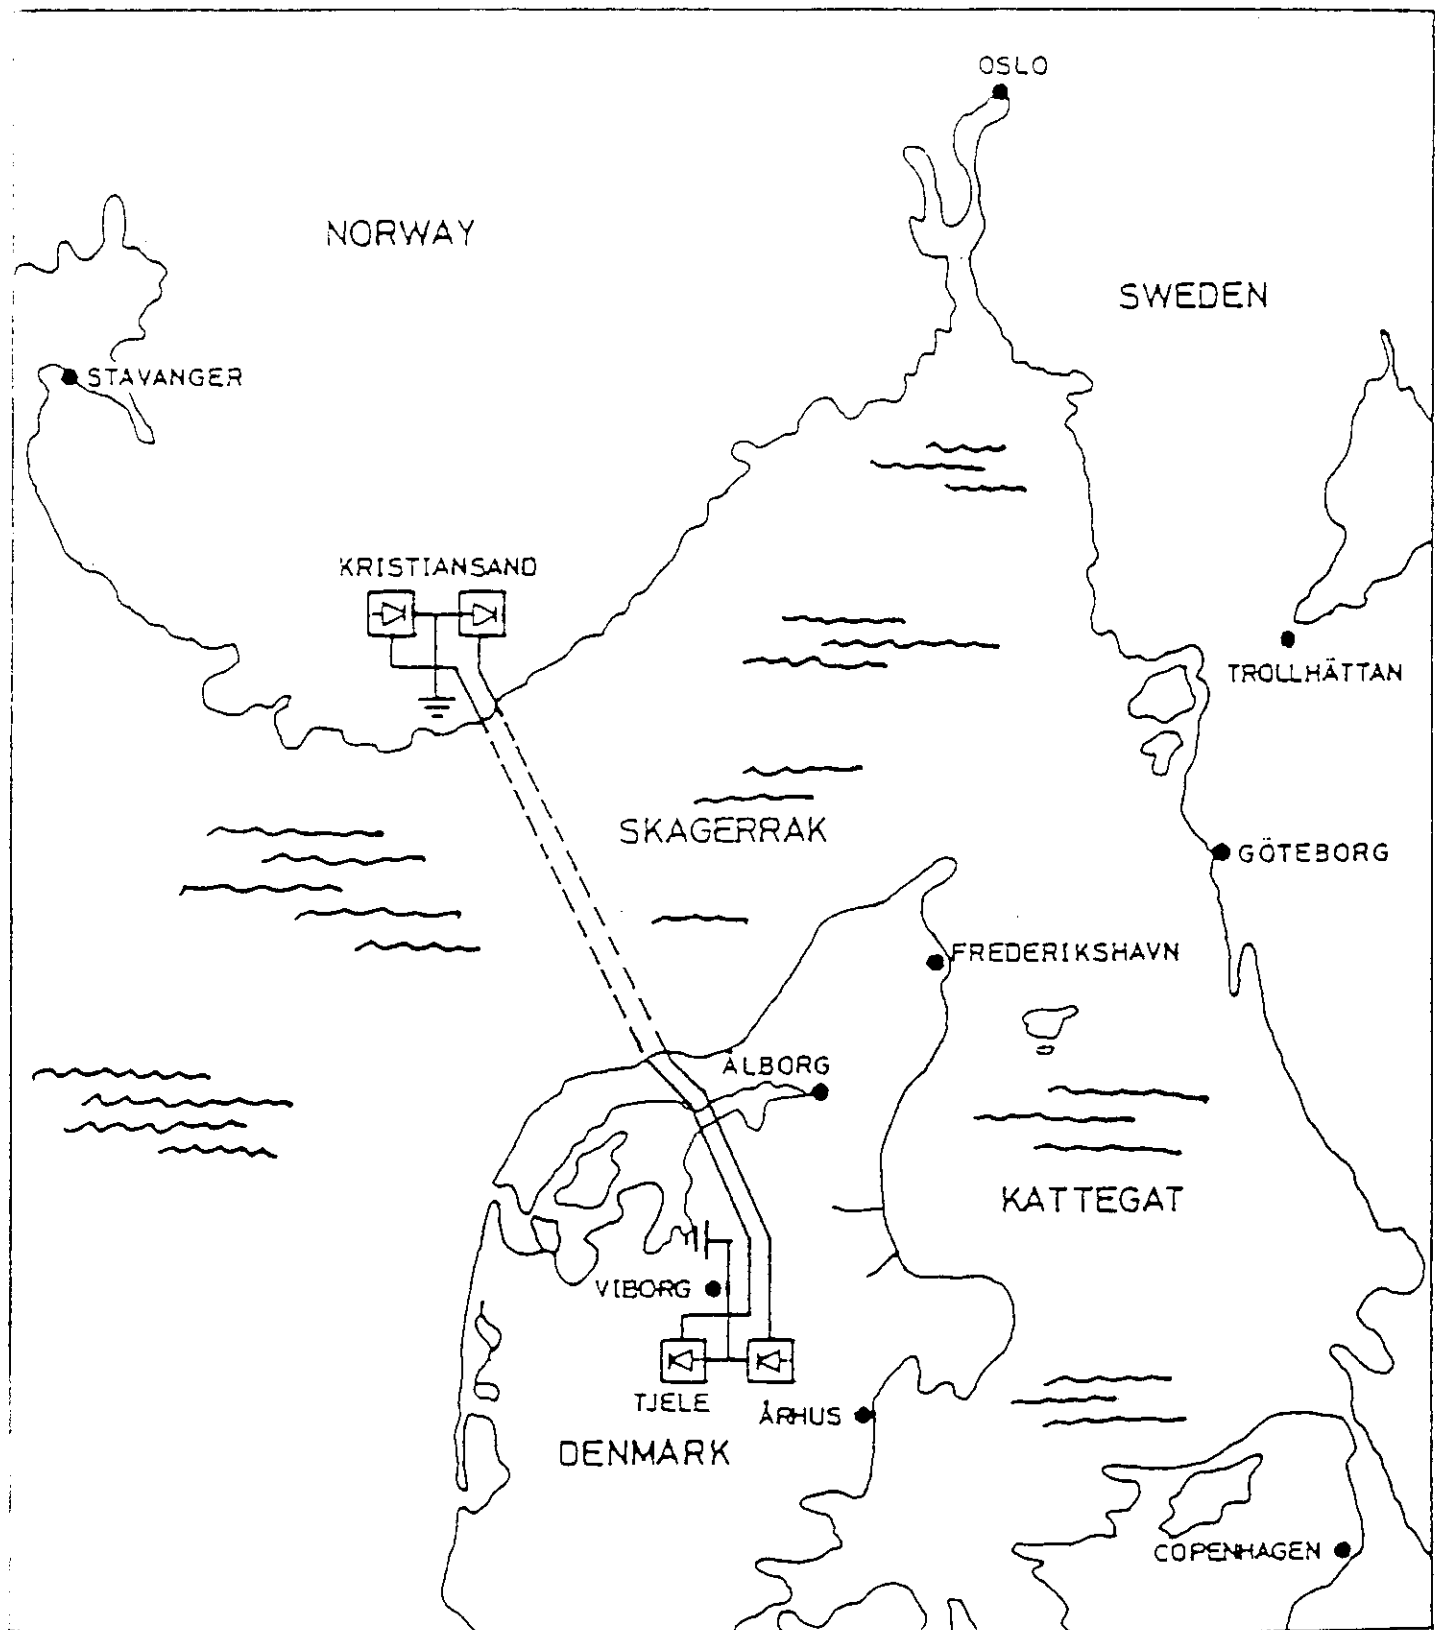 OSLO
NORWAY
SWEDEN
STAVANGER
KRISTIANSAND
TROLLHÄTTAN
SKAGERRAK
GÖTEBORG
FREDERIKSHAVN
ÅLBORG
KATTEGAT
VIBORG
TJELE
ÅRHUS
DENMARK
COPENHAGEN